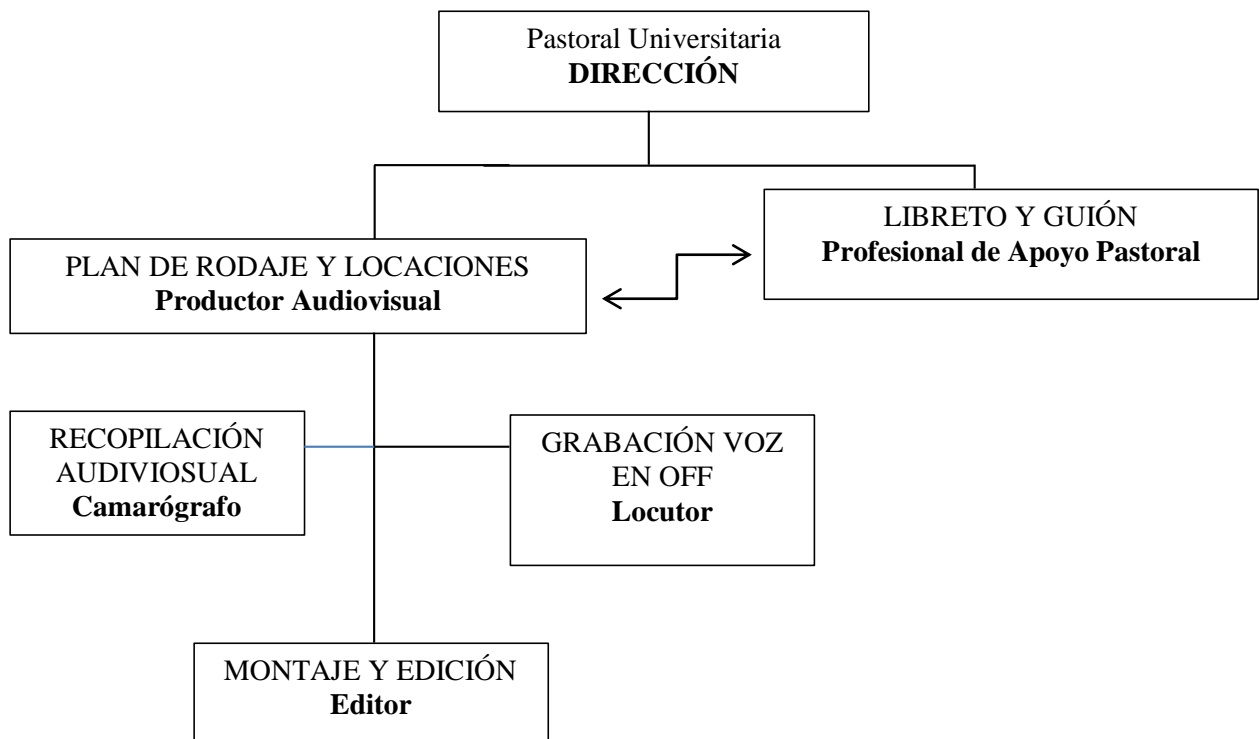 Pastoral Universitaria
DIRECCIÓN
LIBRETO Y GUIÓN
Profesional de Apoyo Pastoral
PLAN DE RODAJE Y LOCACIONES
Productor Audiovisual
RECOPILACIÓN
AUDIVIOSUAL
Camarógrafo
GRABACIÓN VOZ
EN OFF
Locutor
MONTAJE Y EDICIÓN
Editor